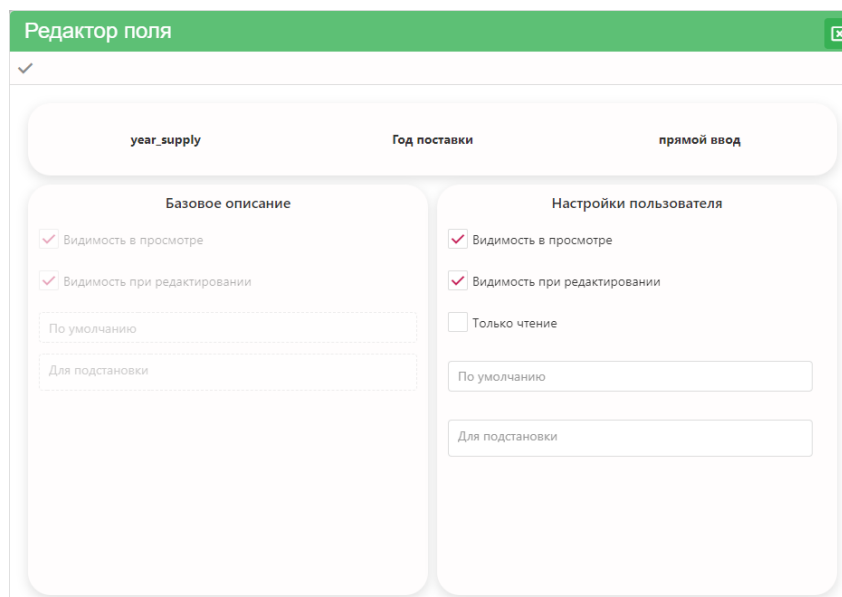 Редактор поля
year_supply Год поставки прямой ввод
Базовое описание
Видимость в просмотре
Видимость при редактировании
По умолчанию
Для подстановки
Настройки пользователя
Видимость в просмотре
Видимость при редактировании
Только чтение
По умолчанию
Для подстановки